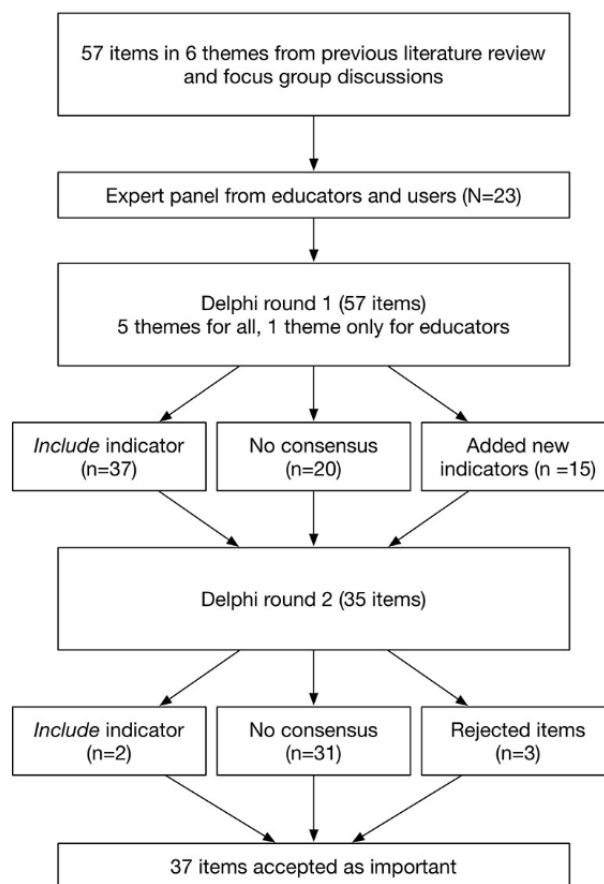 57 items in 6 themes from previous literature review
and focus group discussions
Expert panel from educators and users (N=23)
Delphi round 1 (57 items)
5 themes for all, 1 theme only for educators
Include indicator
(n=37)
No consensus
(n=20)
Added new
indicators (n =15)
Delphi round 2 (35 items)
Include indicator
(n=2)
No consensus
(n=31)
Rejected items
(n=3)
37 items accepted as important